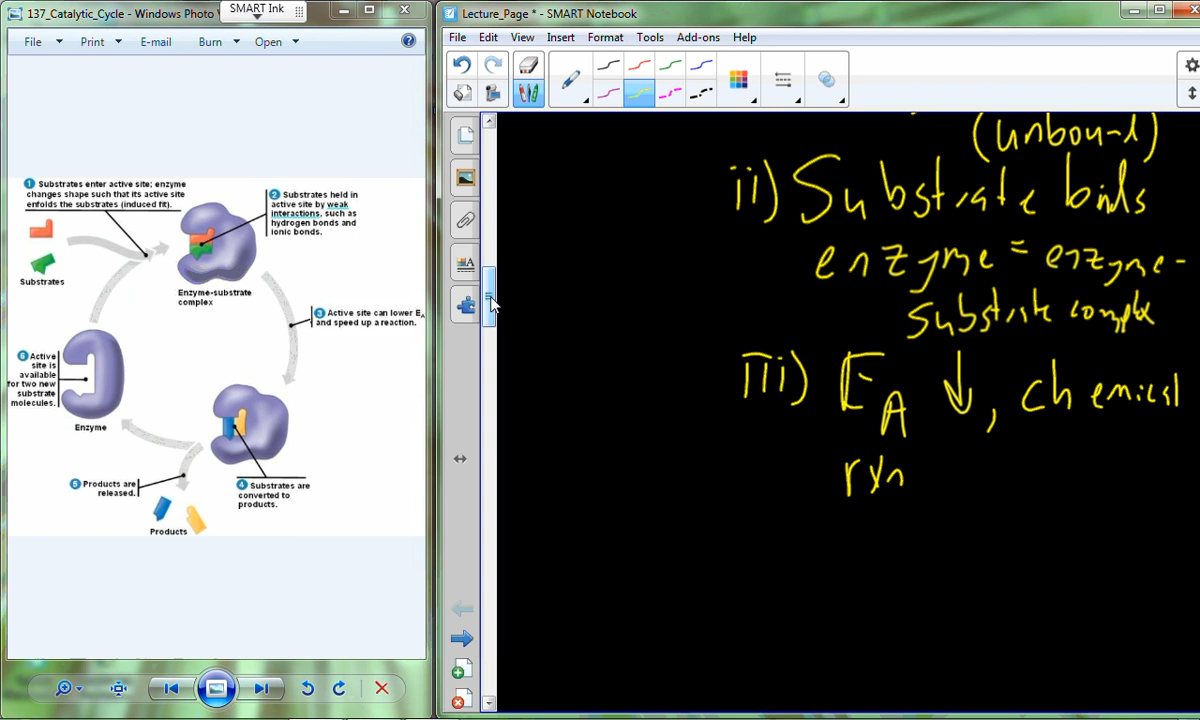 137_Catalytic_Cycle - Windows Photo V
SMART Ink
File Print E-mail Burn Open
1 Substrates enter active site; enzyme
changes shape such that its active site
enfolds the substrates (induced fit).
2 Substrates held in
active site by weak
interactions, such as
hydrogen bonds and
ionic bonds.
Substrates
Enzyme-substrate
complex
3 Active site can lower EA
and speed up a reaction.
6 Active
site is
available
for two new
substrate
molecules.
Enzyme
5 Products are
released.
4 Substrates are
converted to
products.
Products
Lecture_Page * - SMART Notebook
File Edit View Insert Format Tools Add-ons Help
(unbound)
ii) Substrate binds
enzyme = enzyme-
substrate complex
iii) EA ↓, chemical
rxn